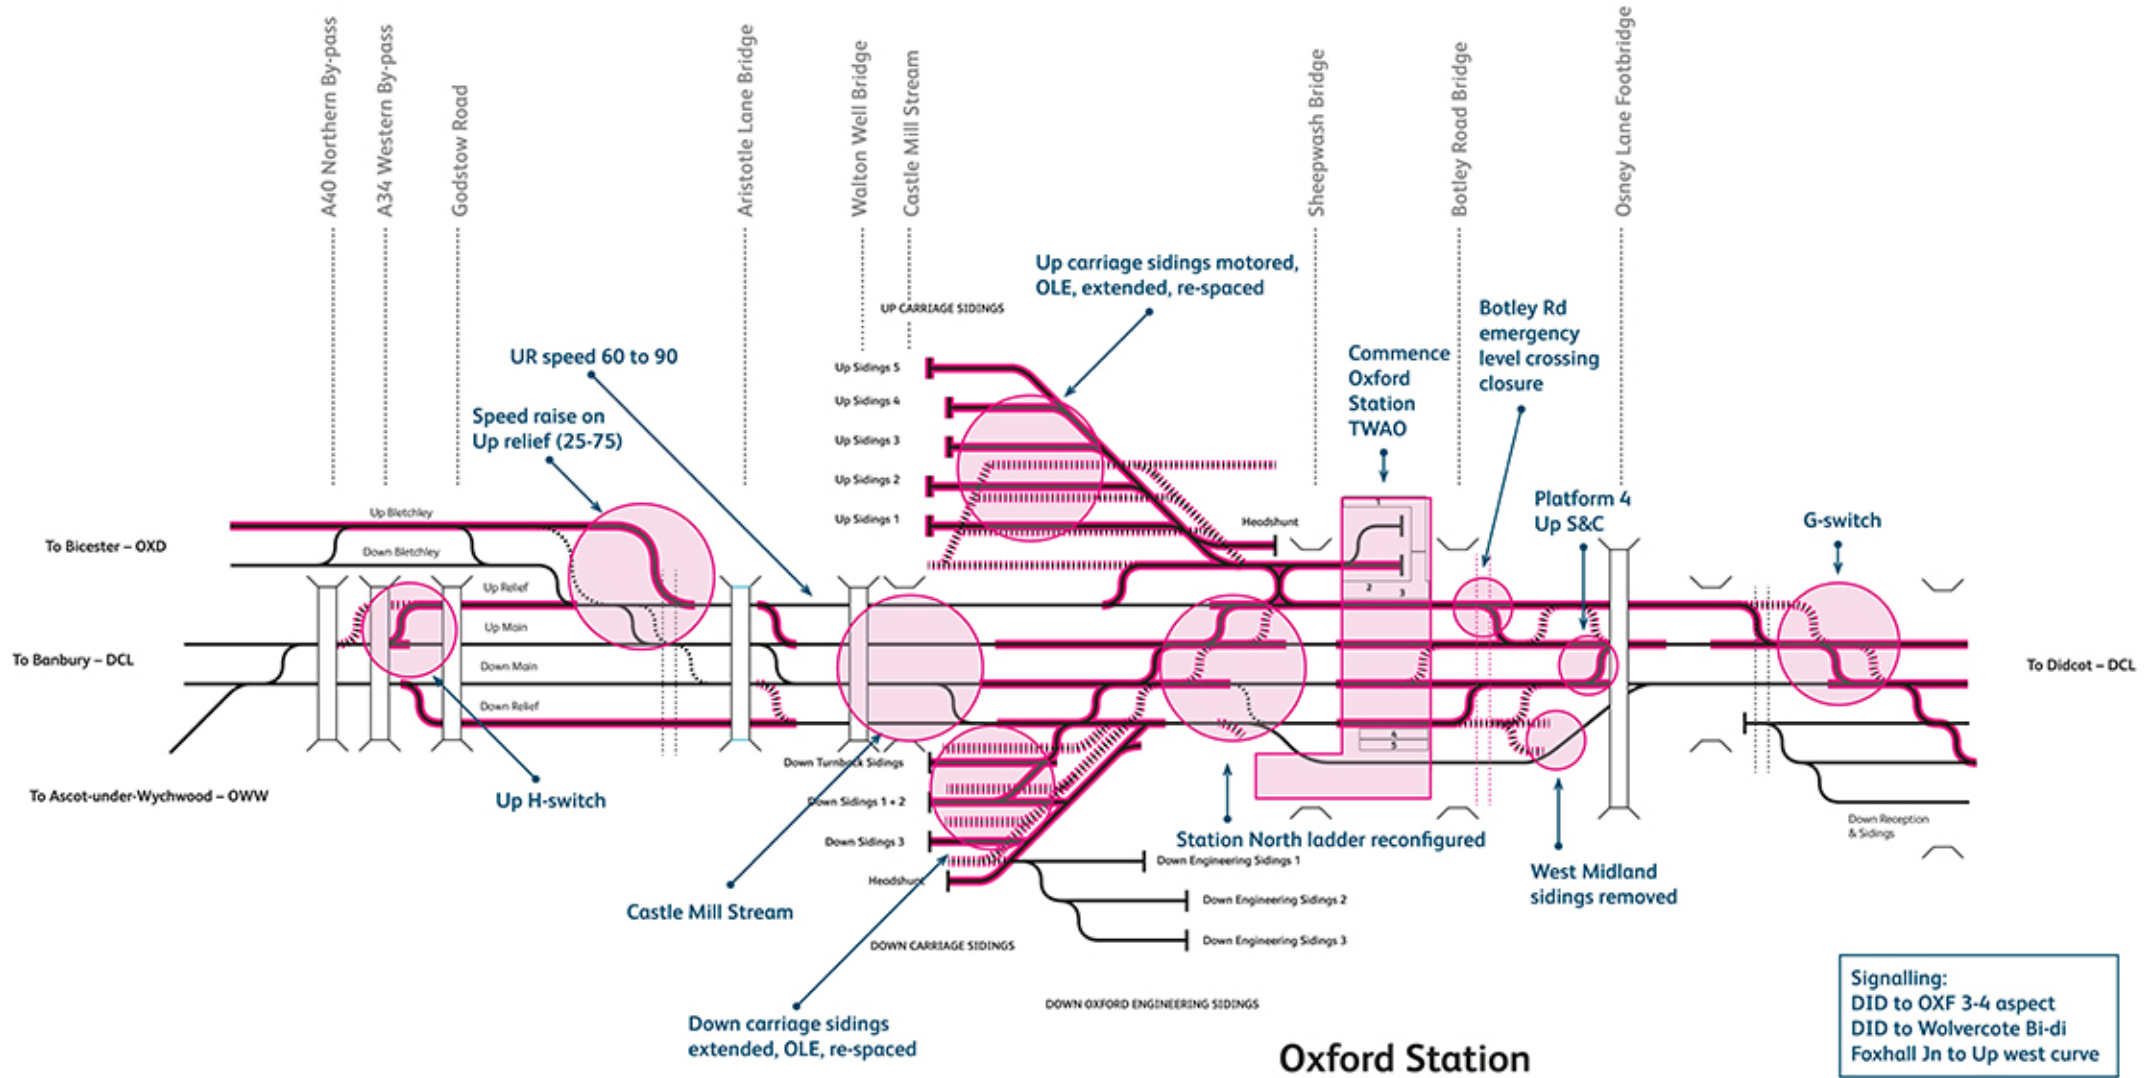 A40 Northern By-pass
A34 Western By-pass
Godstow Road
Aristotle Lane Bridge
Walton Well Bridge
Castle Mill Stream
Sheepwash Bridge
Botley Road Bridge
Osney Lane Footbridge
Up carriage sidings motored,
OLE, extended, re-spaced
UP CARRIAGE SIDINGS
Botley Rd
emergency
level crossing
closure
UR speed 60 to 90
Commence
Oxford
Station
TWAO
Speed raise on
Up relief (25-75)
Up Sidings 5
Up Sidings 4
Up Sidings 3
Up Sidings 2
Up Sidings 1
Headshunt
Platform 4
Up S&C
G-switch
1
2
3
4
5
Up Bletchley
Down Bletchley
Up Relief
Up Main
Down Main
Down Relief
To Bicester – OXD
To Banbury – DCL
To Ascot-under-Wychwood – OWW
To Didcot – DCL
Up H-switch
Down Turnback Sidings
Down Sidings 1 + 2
Down Sidings 3
Headshunt
Castle Mill Stream
Station North ladder reconfigured
Down Engineering Sidings 1
Down Engineering Sidings 2
Down Engineering Sidings 3
West Midland
sidings removed
Down Reception
& Sidings
DOWN CARRIAGE SIDINGS
DOWN OXFORD ENGINEERING SIDINGS
Down carriage sidings
extended, OLE, re-spaced
Oxford Station
Signalling:
DID to OXF 3-4 aspect
DID to Wolvercote Bi-di
Foxhall Jn to Up west curve